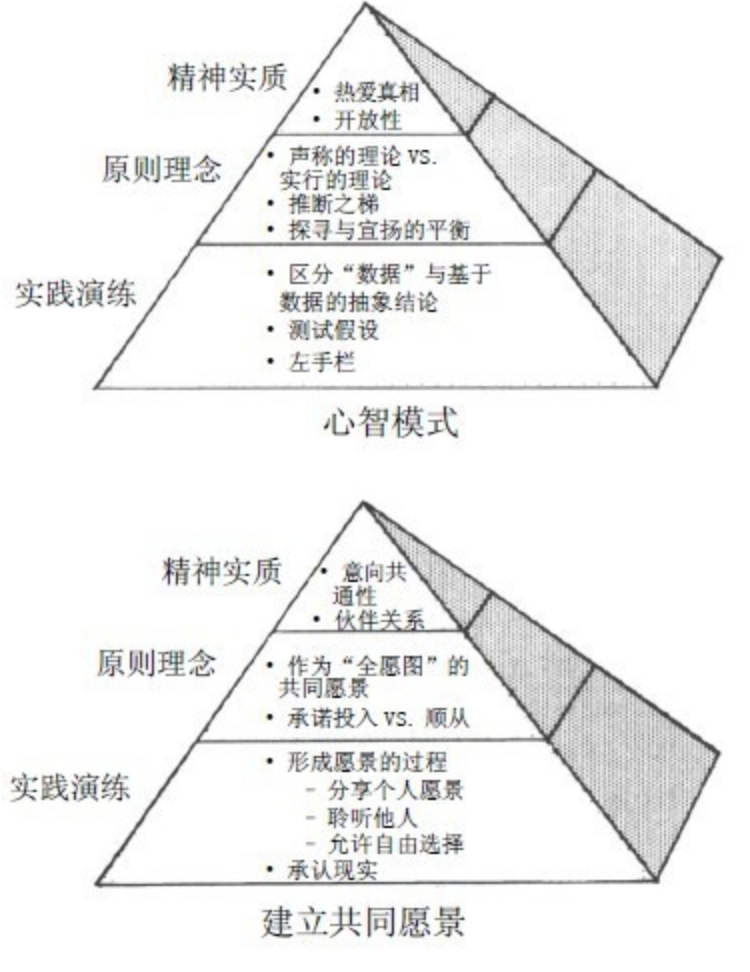 精神实质
• 热爱真相
• 开放性
原则理念
• 声称的理论 VS.
实行的理论
• 推断之梯
• 探寻与宣扬的平衡
实践演练
• 区分“数据”与基于
数据的抽象结论
• 测试假设
• 左手栏
心智模式
精神实质
• 意向共
通性
• 伙伴关系
原则理念
• 作为“全愿图”的
共同愿景
• 承诺投入 VS. 顺从
实践演练
• 形成愿景的过程
- 分享个人愿景
- 聆听他人
- 允许自由选择
• 承认现实
建立共同愿景